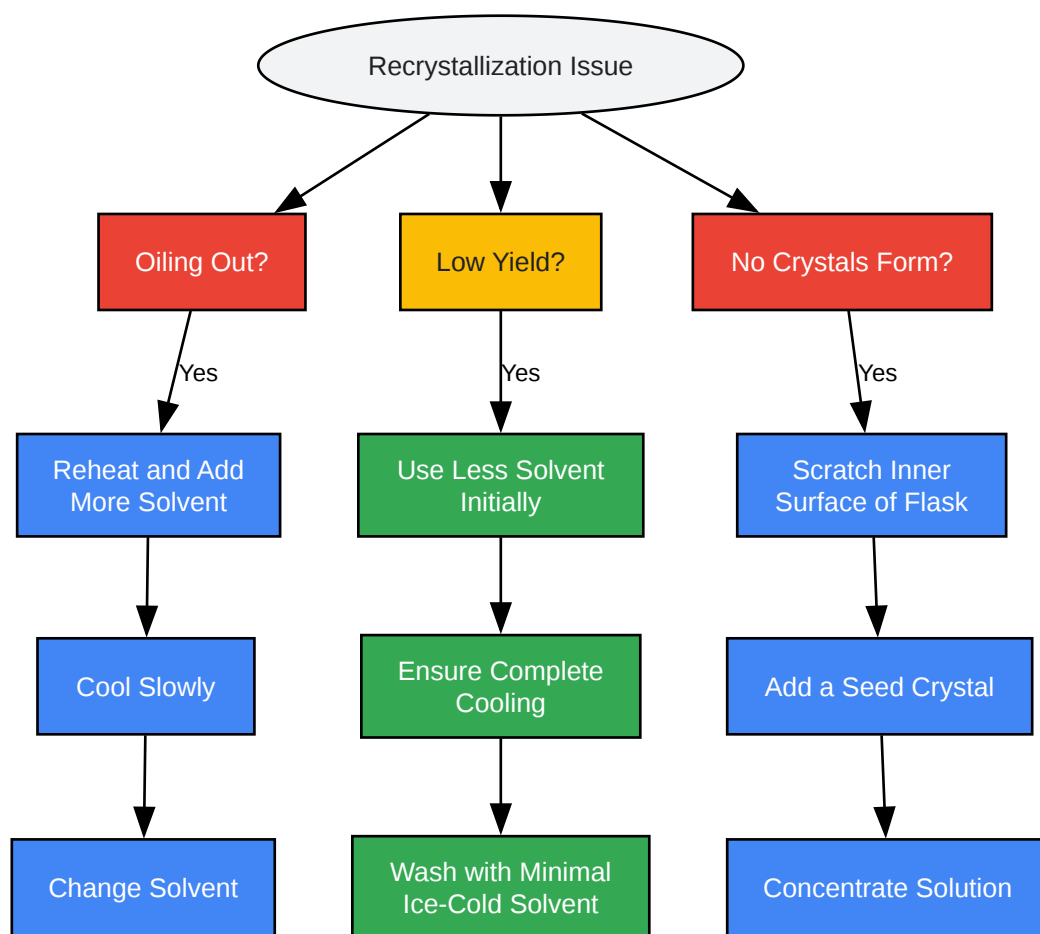 Recrystallization Issue
Oiling Out?
Low Yield?
No Crystals Form?
Yes
Yes
Yes
Reheat and Add
More Solvent
Use Less Solvent
Initially
Scratch Inner
Surface of Flask
Cool Slowly
Ensure Complete
Cooling
Add a Seed Crystal
Change Solvent
Wash with Minimal
Ice-Cold Solvent
Concentrate Solution